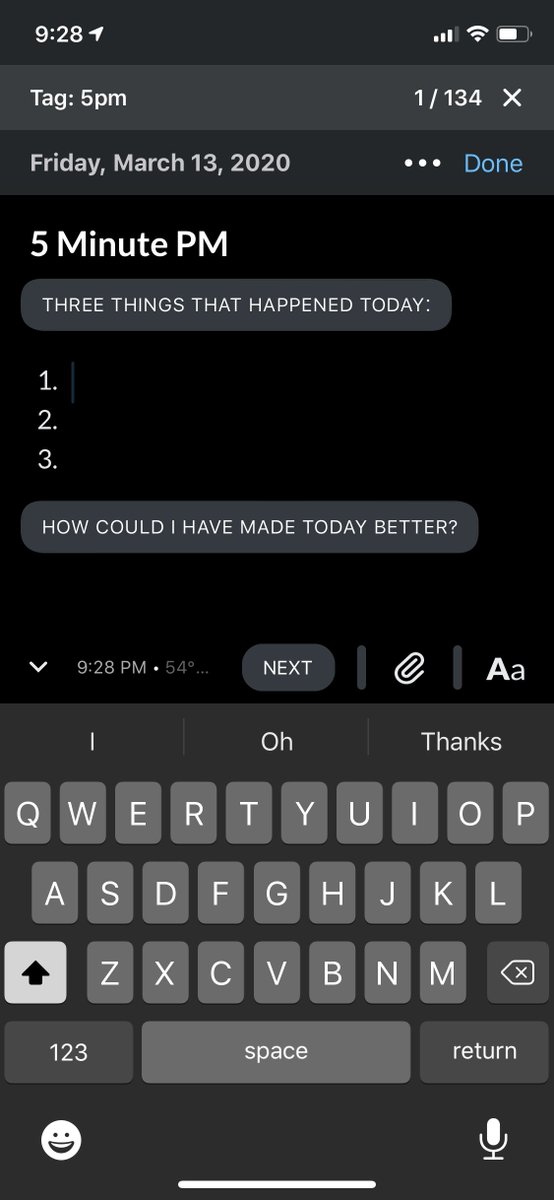 9:28
Tag: 5pm 1 / 134 ×
Friday, March 13, 2020 ••• Done
5 Minute PM
THREE THINGS THAT HAPPENED TODAY:
1.
2.
3.
HOW COULD I HAVE MADE TODAY BETTER?
9:28 PM • 54°... NEXT Aa
I Oh Thanks
Q W E R T Y U I O P
A S D F G H J K L
Z X C V B N M
123 space return